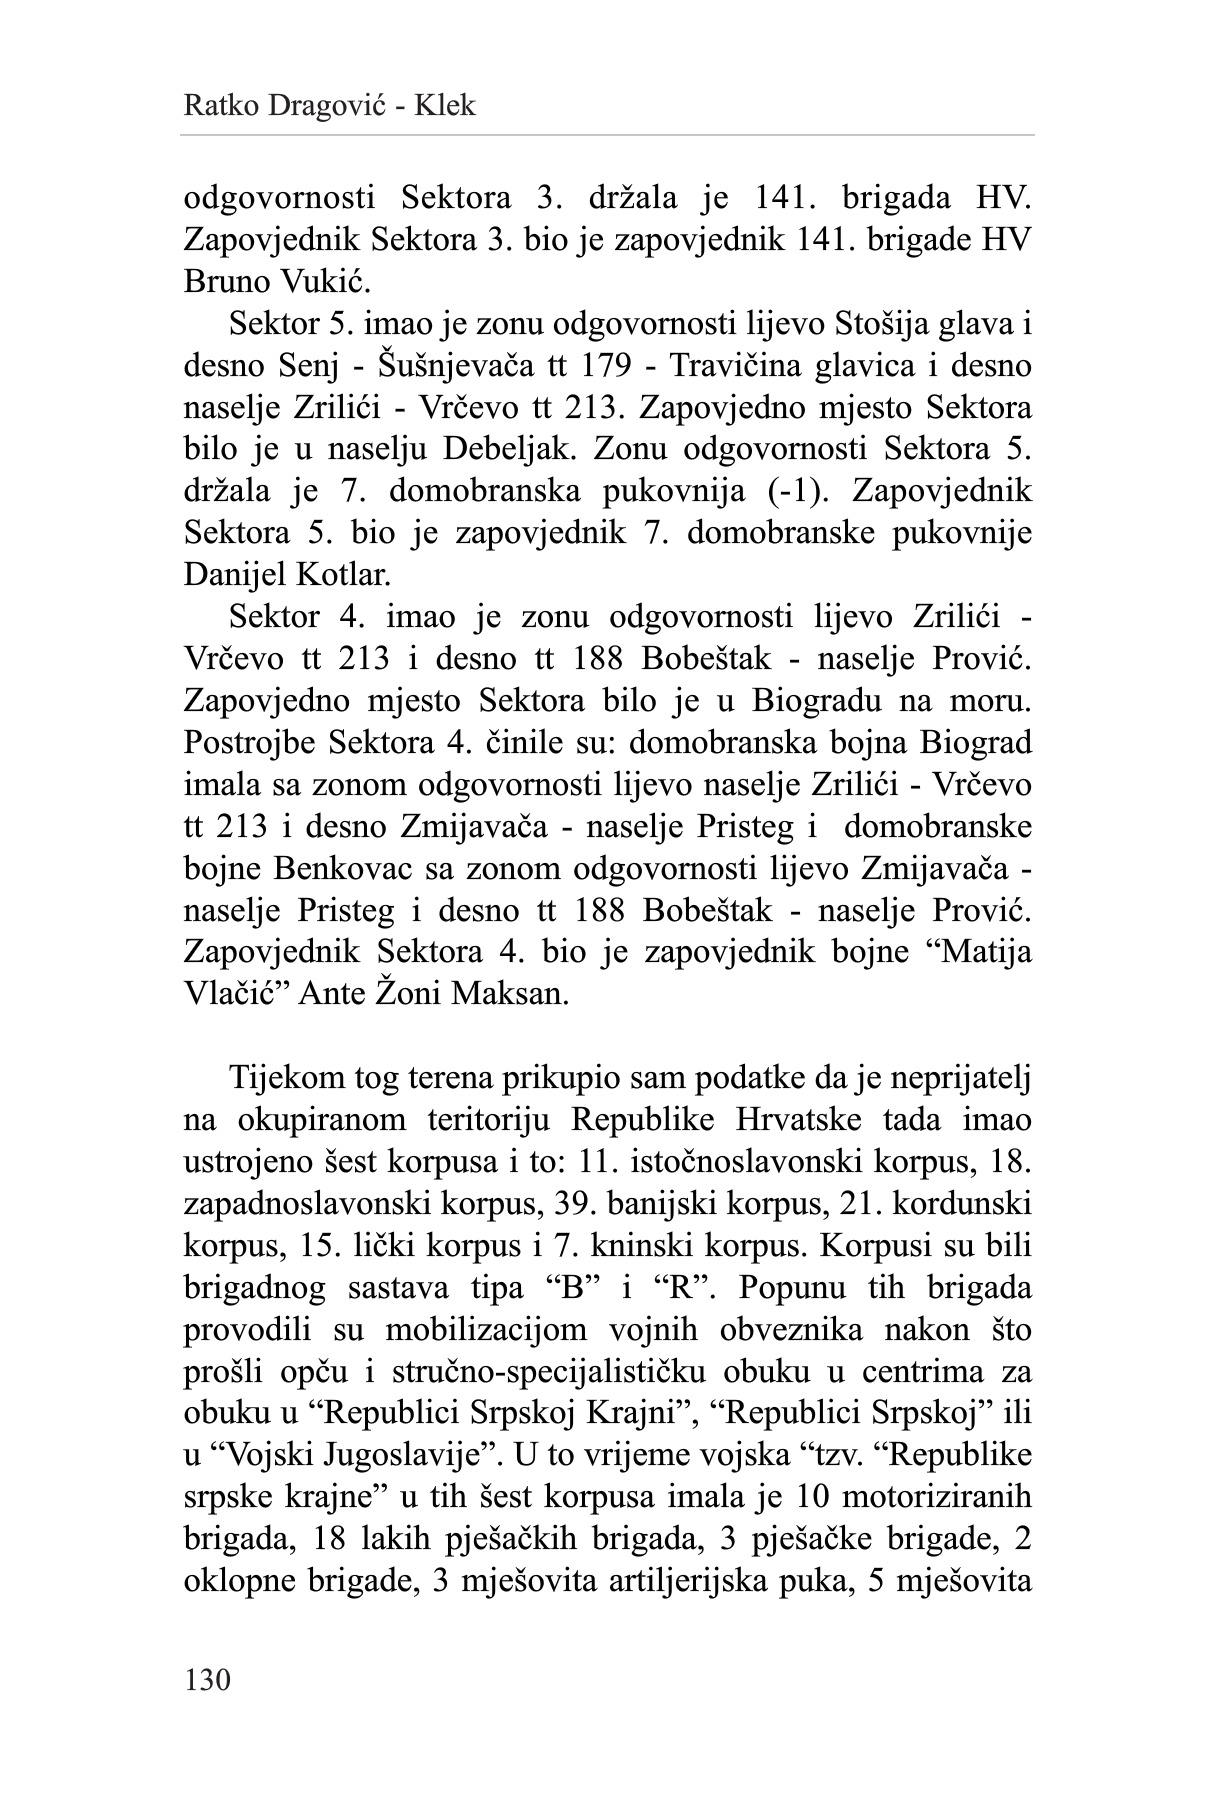 Ratko Dragović - Klek
odgovornosti Sektora 3. držala je 141. brigada HV.
Zapovjednik Sektora 3. bio je zapovjednik 141. brigade HV
Bruno Vukić.
Sektor 5. imao je zonu odgovornosti lijevo Stošija glava i
desno Senj - Šušnjevača tt 179 - Travičina glavica i desno
naselje Zrilići - Vrčevo tt 213. Zapovjedno mjesto Sektora
bilo je u naselju Debeljak. Zonu odgovornosti Sektora 5.
držala je 7. domobranska pukovnija (-1). Zapovjednik
Sektora 5. bio je zapovjednik 7. domobranske pukovnije
Danijel Kotlar.
Sektor 4. imao je zonu odgovornosti lijevo Zrilići -
Vrčevo tt 213 i desno tt 188 Bobeštak - naselje Prović.
Zapovjedno mjesto Sektora bilo je u Biogradu na moru.
Postrojbe Sektora 4. činile su: domobranska bojna Biograd
imala sa zonom odgovornosti lijevo naselje Zrilići - Vrčevo
tt 213 i desno Zmijavača - naselje Pristeg i domobranske
bojne Benkovac sa zonom odgovornosti lijevo Zmijavača -
naselje Pristeg i desno tt 188 Bobeštak - naselje Prović.
Zapovjednik Sektora 4. bio je zapovjednik bojne “Matija
Vlačić” Ante Žoni Maksan.
Tijekom tog terena prikupio sam podatke da je neprijatelj
na okupiranom teritoriju Republike Hrvatske tada imao
ustrojeno šest korpusa i to: 11. istočnoslavonski korpus, 18.
zapadnoslavonski korpus, 39. banijski korpus, 21. kordunski
korpus, 15. lički korpus i 7. kninski korpus. Korpusi su bili
brigadnog sastava tipa “B” i “R”. Popunu tih brigada
provodili su mobilizacijom vojnih obveznika nakon što
prošli opču i stručno-specijalističku obuku u centrima za
obuku u “Republici Srpskoj Krajni”, “Republici Srpskoj” ili
u “Vojski Jugoslavije”. U to vrijeme vojska “tzv. “Republike
srpske krajne” u tih šest korpusa imala je 10 motoriziranih
brigada, 18 lakih pješačkih brigada, 3 pješačke brigade, 2
oklopne brigade, 3 mješovita artiljerijska puka, 5 mješovita
130